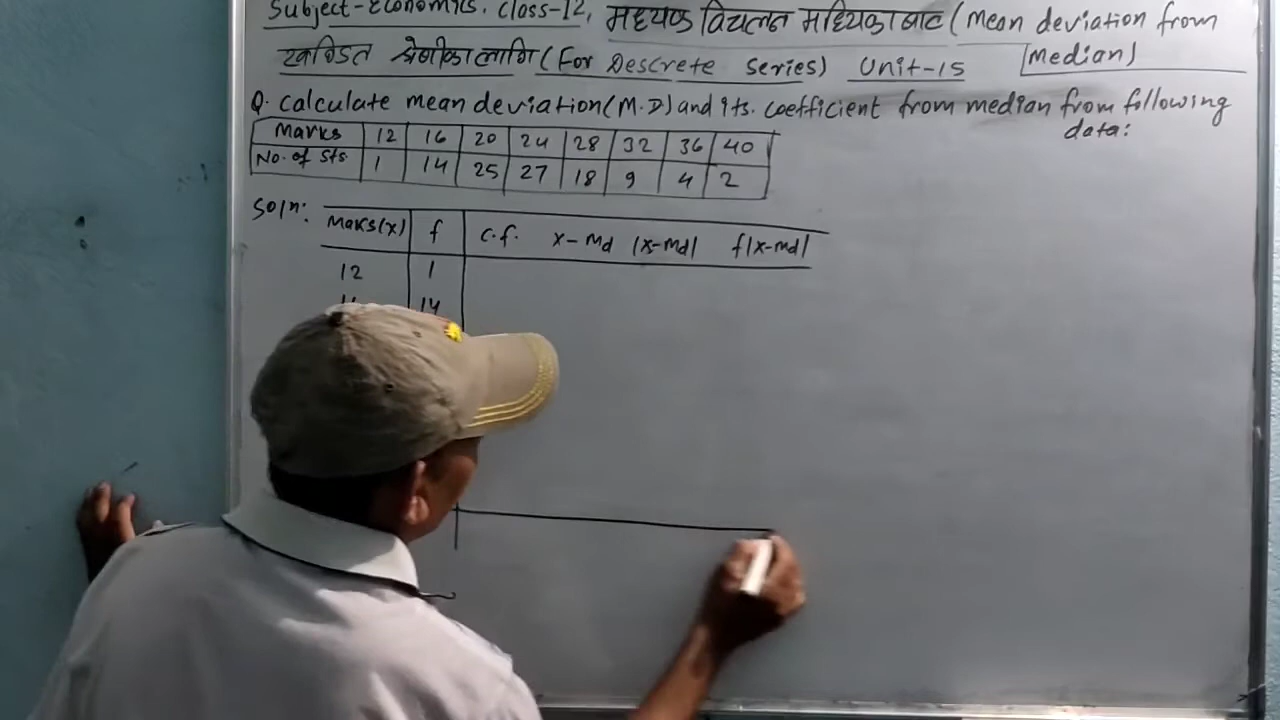 Subject-Economics. Class-12, मध्यक विचलन मध्यिका बाट (Mean deviation from Median)
खण्डित श्रेणीका लागि (For Descrete series) Unit-15
Q. Calculate mean deviation (M.D) and its. coefficient from median from following data:
Marks 12 16 20 24 28 32 36 40
No. of Sts. 1 14 25 27 18 9 4 2
Soln:
Maks(x) f c.f. x-Md |x-md| f|x-md|
12 1
14